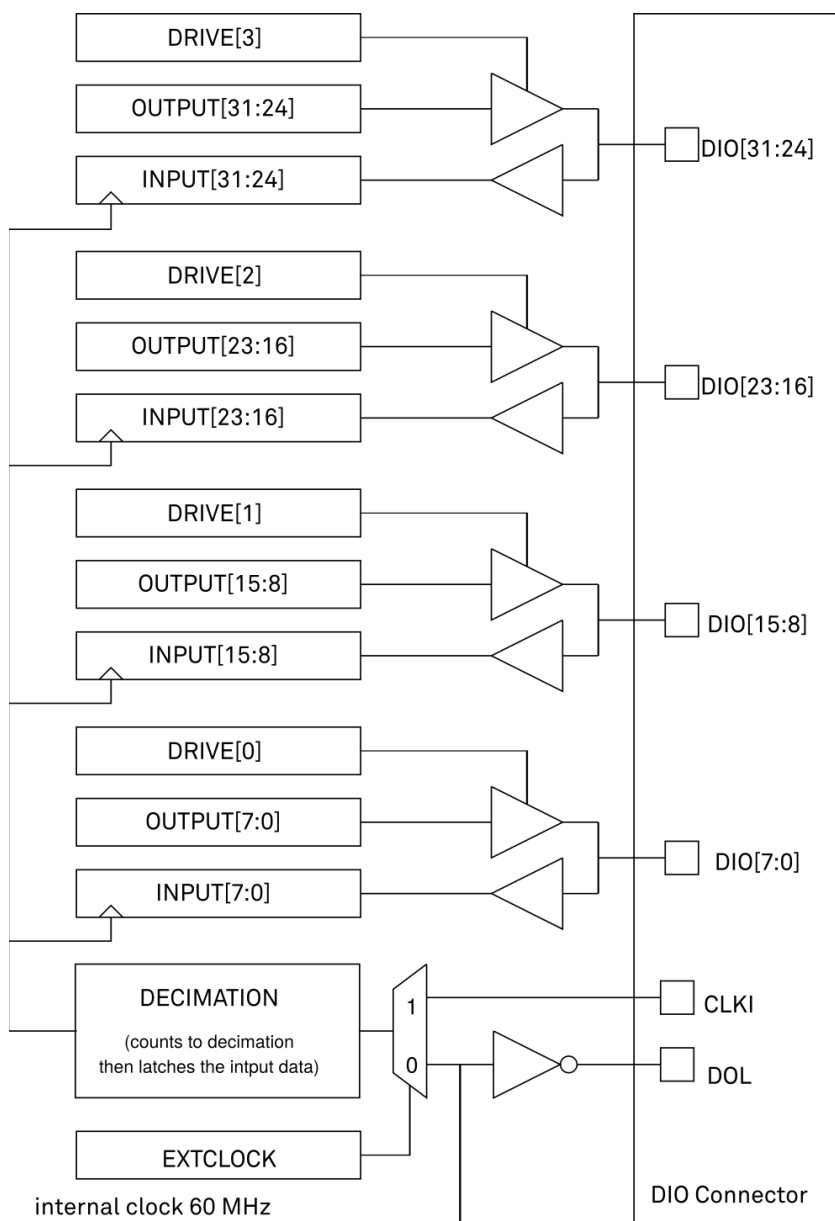 DRIVE[3]
OUTPUT[31:24]
INPUT[31:24]
DIO[31:24]
DRIVE[2]
OUTPUT[23:16]
INPUT[23:16]
DIO[23:16]
DRIVE[1]
OUTPUT[15:8]
INPUT[15:8]
DIO[15:8]
DRIVE[0]
OUTPUT[7:0]
INPUT[7:0]
DIO[7:0]
DECIMATION
(counts to decimation
then latches the intput data)
1
0
CLKI
DOL
EXTCLOCK
internal clock 60 MHz
DIO Connector